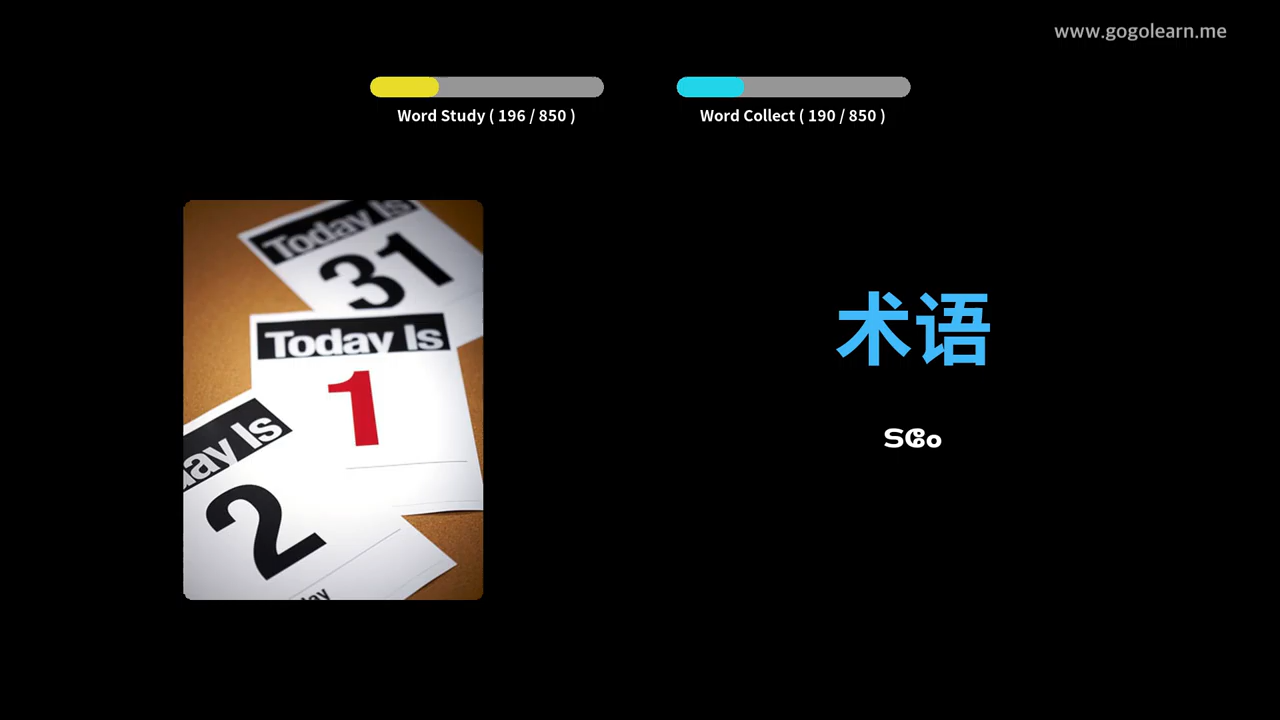 www.gogolearn.me
Word Study ( 196 / 850 )
Word Collect ( 190 / 850 )
Today Is
31
Today Is
1
ay Is
2
ay
术语
ടേം